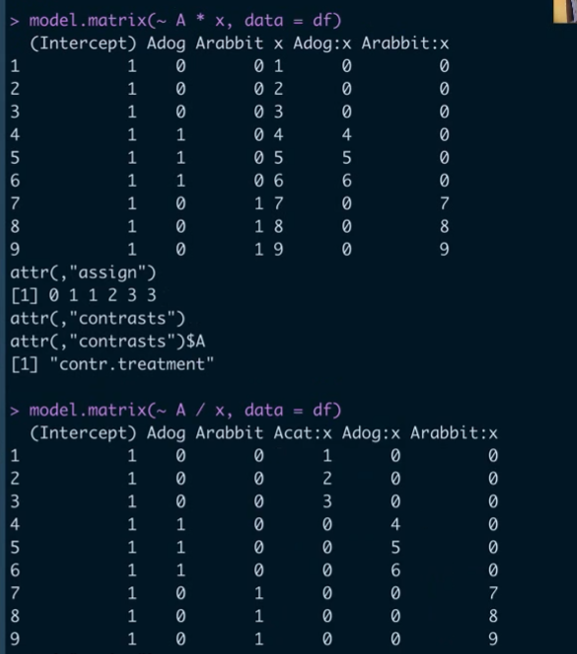 > model.matrix(~ A * x, data = df)
  (Intercept) Adog Arabbit x Adog:x Arabbit:x
1           1    0       0 1      0         0
2           1    0       0 2      0         0
3           1    0       0 3      0         0
4           1    1       0 4      4         0
5           1    1       0 5      5         0
6           1    1       0 6      6         0
7           1    0       1 7      0         7
8           1    0       1 8      0         8
9           1    0       1 9      0         9
attr(,"assign")
[1] 0 1 1 2 3 3
attr(,"contrasts")
attr(,"contrasts")$A
[1] "contr.treatment"

> model.matrix(~ A / x, data = df)
  (Intercept) Adog Arabbit Acat:x Adog:x Arabbit:x
1           1    0       0      1      0         0
2           1    0       0      2      0         0
3           1    0       0      3      0         0
4           1    1       0      0      4         0
5           1    1       0      0      5         0
6           1    1       0      0      6         0
7           1    0       1      0      0         7
8           1    0       1      0      0         8
9           1    0       1      0      0         9